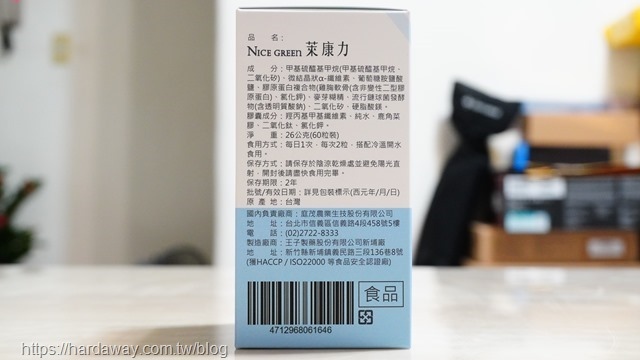 品　　名：
NICE GREEN 萊康力
成　　分：甲基硫醯基甲烷(甲基硫醯基甲烷、
二氧化矽)、微結晶狀α-纖維素、葡萄糖胺鹽酸
鹽、膠原蛋白複合物(雞胸軟骨(含非變性二型膠
原蛋白)、氯化鉀)、麥芽糊精、流行鏈球菌發酵
物(含透明質酸鈉)、二氧化矽、硬脂酸鎂。
膠囊成分：羥丙基甲基纖維素、純水、鹿角菜
膠、二氧化鈦、氯化鉀。
淨　　重：26公克(60粒裝)
食用方式：每日1次，每次2粒，搭配冷溫開水
食用。
保存方式：請保存於陰涼乾燥處並避免陽光直
射，開封後請盡快食用完畢。
保存期限：2年
批號/有效日期：詳見包裝標示(西元年/月/日)
原 產 地：台灣
國內負責廠商：庭茂農業生技股份有限公司
地　　址：台北市信義區信義路4段458號5樓
電　　話：(02)2722-8333
製造廠商：王子製藥股份有限公司新埔廠
地　　址：新竹縣新埔鎮義民路三段136巷8號
(獲HACCP / ISO22000 等食品安全認證廠)
食品
4712968061646
https://hardaway.com.tw/blog